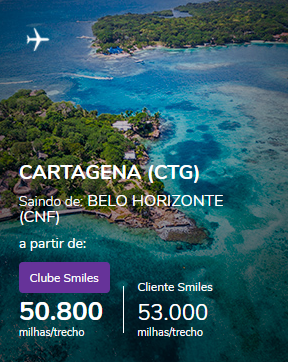 CARTAGENA (CTG)
Saindo de: BELO HORIZONTE
(CNF)
a partir de:
Clube Smiles
50.800
milhas/trecho
Cliente Smiles
53.000
milhas/trecho